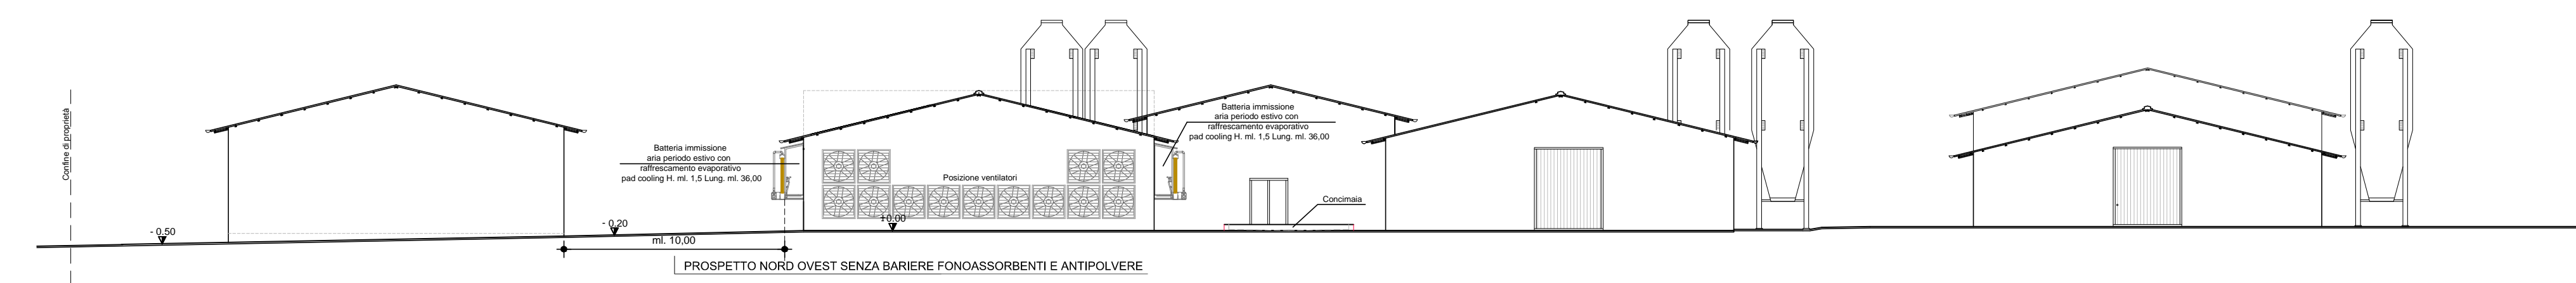 Confine di proprietà
- 0.50
- 0.20
ml. 10,00
Batteria immissione
aria periodo estivo con
raffrescamento evaporativo
pad cooling H. ml. 1,5 Lung. ml. 36,00
Posizione ventilatori
±0.00
Batteria immissione
aria periodo estivo con
raffrescamento evaporativo
pad cooling H. ml. 1,5 Lung. ml. 36,00
Concimaia
PROSPETTO NORD OVEST SENZA BARIERE FONOASSORBENTI E ANTIPOLVERE